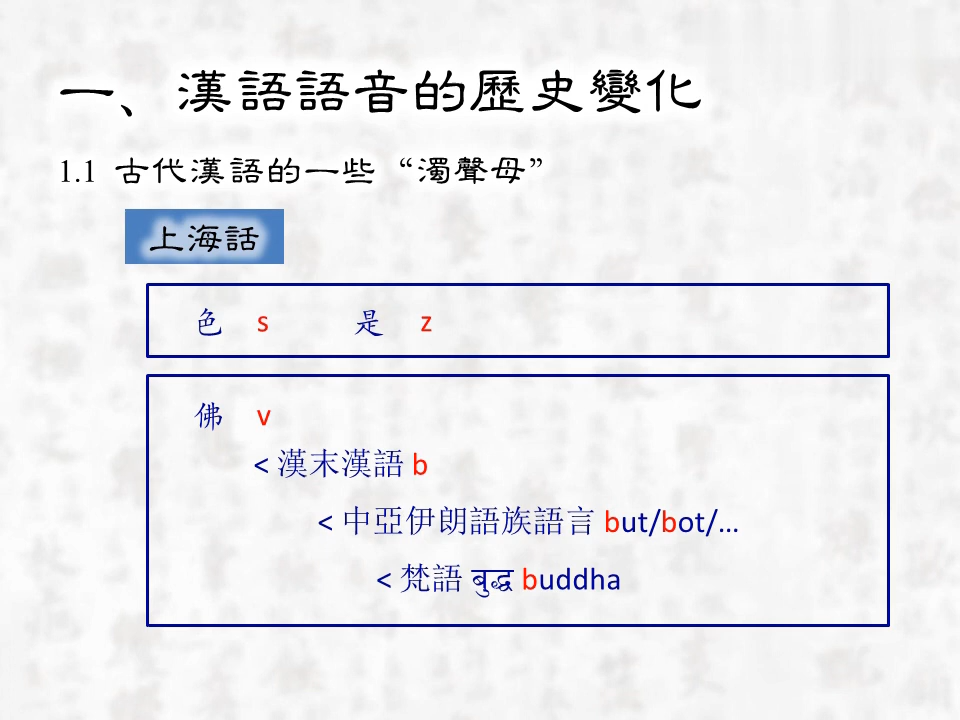 一、漢語語音的歷史變化
1.1 古代漢語的一些“濁聲母”
上海話
色 s 是 z
佛 v
< 漢末漢語 b
< 中亞伊朗語族語言 but/bot/…
< 梵語 बुद्ध buddha